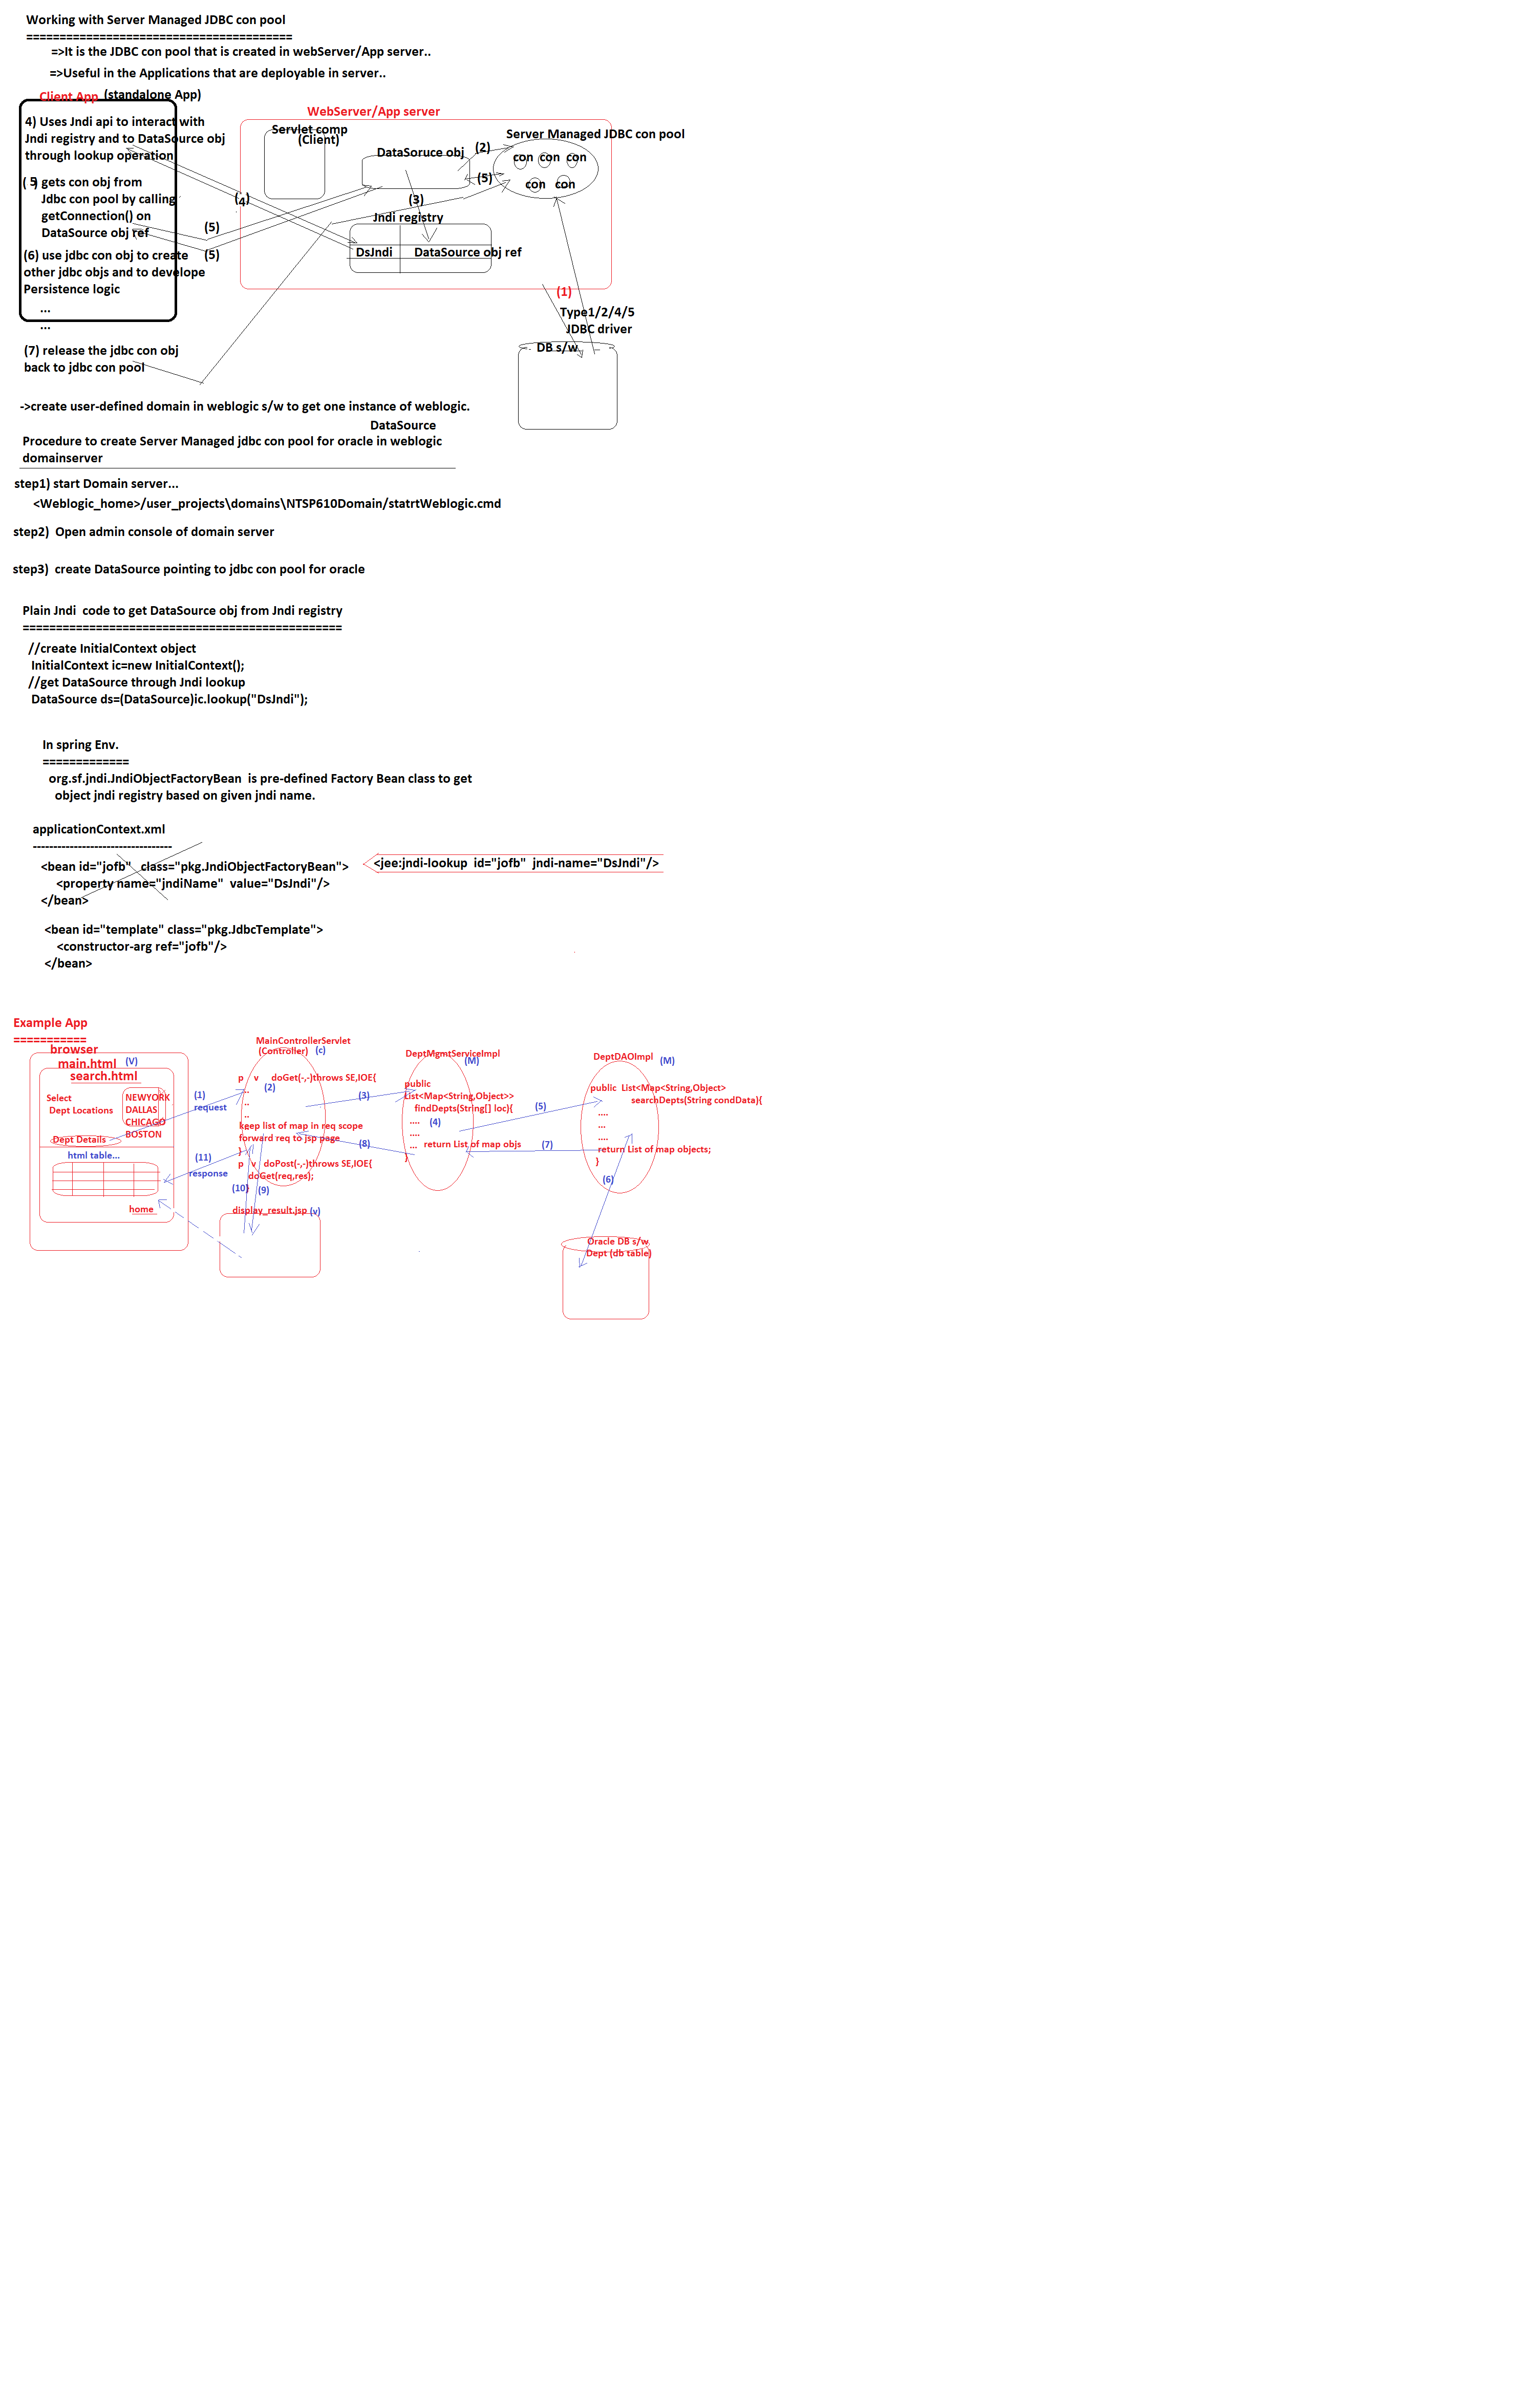 Working with Server Managed JDBC con pool
========================================
=>It is the JDBC con pool that is created in webServer/App server..
=>Useful in the Applications that are deployable in server..
Client App (standalone App)
4) Uses Jndi api to interact with
Jndi registry and to DataSource obj
through lookup operation
( 5) gets con obj from
Jdbc con pool by calling
getConnection() on
DataSource obj ref
(6) use jdbc con obj to create
other jdbc objs and to develope
Persistence logic
...
...
(7) release the jdbc con obj
back to jdbc con pool
WebServer/App server
Servlet comp
(Client)
DataSoruce obj
(2)
Server Managed JDBC con pool
con con con
con con
(5)
(3)
(4)
(5)
(5)
Jndi registry
DsJndi DataSource obj ref
(1)
Type1/2/4/5
JDBC driver
DB s/w
->create user-defined domain in weblogic s/w to get one instance of weblogic.
DataSource
Procedure to create Server Managed jdbc con pool for oracle in weblogic
domainserver
step1) start Domain server...
<Weblogic_home>/user_projects\domains\NTSP610Domain/statrtWeblogic.cmd
step2) Open admin console of domain server
step3) create DataSource pointing to jdbc con pool for oracle
Plain Jndi code to get DataSource obj from Jndi registry
================================================
//create InitialContext object
InitialContext ic=new InitialContext();
//get DataSource through Jndi lookup
DataSource ds=(DataSource)ic.lookup("DsJndi");
In spring Env.
=============
org.sf.jndi.JndiObjectFactoryBean is pre-defined Factory Bean class to get
object jndi registry based on given jndi name.
applicationContext.xml
----------------------------------
<bean id="jofb" class="pkg.JndiObjectFactoryBean">
<property name="jndiName" value="DsJndi"/>
</bean>
<jee:jndi-lookup id="jofb" jndi-name="DsJndi"/>
<bean id="template" class="pkg.JdbcTemplate">
<constructor-arg ref="jofb"/>
</bean>
Example App
===========
browser
main.html (V)
search.html
Select
Dept Locations
NEWYORK
DALLAS
CHICAGO
BOSTON
Dept Details
html table...
home
(1)
request
(11)
response
MainControllerServlet
(Controller) (c)
p v doGet(-,-)throws SE,IOE{
(2)
..
..
..
keep list of map in req scope
forward req to jsp page
}
p v doPost(-,-)throws SE,IOE{
doGet(req,res);
(10) (9)
display_result.jsp (v)
(3)
(8)
DeptMgmtServiceImpl
(M)
public
List<Map<String,Object>>
findDepts(String[] loc){
.... (4)
....
... return List of map objs
}
(5)
(7)
DeptDAOImpl (M)
public List<Map<String,Object>
searchDepts(String condData){
....
...
....
return List of map objects;
}
(6)
Oracle DB s/w
Dept (db table)